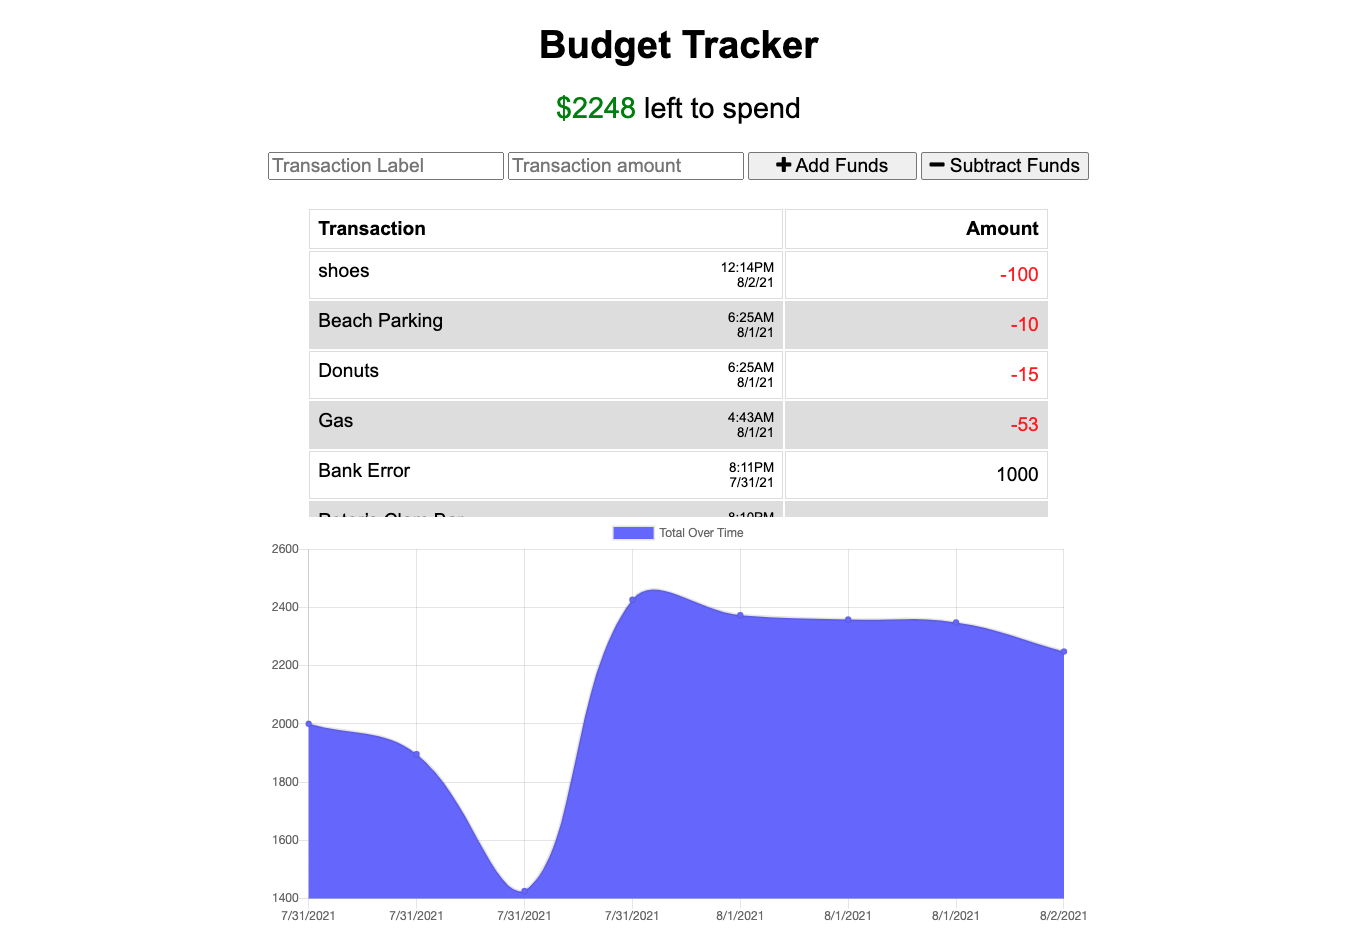 Budget Tracker
$2248 left to spend
Transaction Label Transaction amount Add Funds Subtract Funds
Transaction Amount
shoes 12:14PM -100
8/2/21
Beach Parking 6:25AM -10
8/1/21
Donuts 6:25AM -15
8/1/21
Gas 4:43AM -53
8/1/21
Bank Error 8:11PM 1000
7/31/21
8:10PM
Total Over Time
2600
2400
2200
2000
1800
1600
1400
7/31/2021 7/31/2021 7/31/2021 7/31/2021 8/1/2021 8/1/2021 8/1/2021 8/2/2021